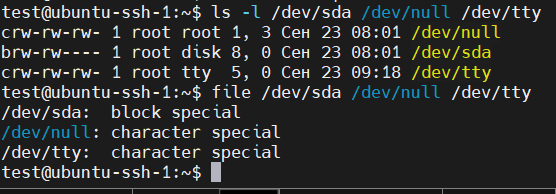 test@ubuntu-ssh-1:~$ ls -l /dev/sda /dev/null /dev/tty
crw-rw-rw- 1 root root 1, 3 Сен 23 08:01 /dev/null
brw-rw---- 1 root disk 8, 0 Сен 23 08:01 /dev/sda
crw-rw-rw- 1 root tty  5, 0 Сен 23 09:18 /dev/tty
test@ubuntu-ssh-1:~$ file /dev/sda /dev/null /dev/tty
/dev/sda:  block special
/dev/null: character special
/dev/tty:  character special
test@ubuntu-ssh-1:~$